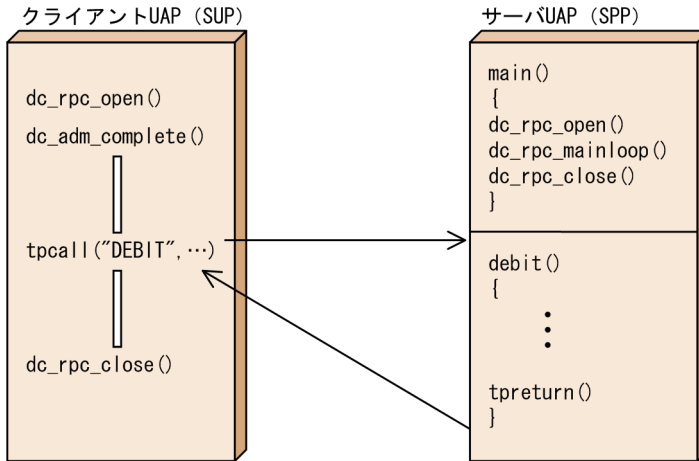 クライアントUAP（SUP）
dc_rpc_open()
dc_adm_complete()
tpcall("DEBIT",…)
dc_rpc_close()
サーバUAP（SPP）
main()
{
dc_rpc_open()
dc_rpc_mainloop()
dc_rpc_close()
}
debit()
{
⋮
tpreturn()
}